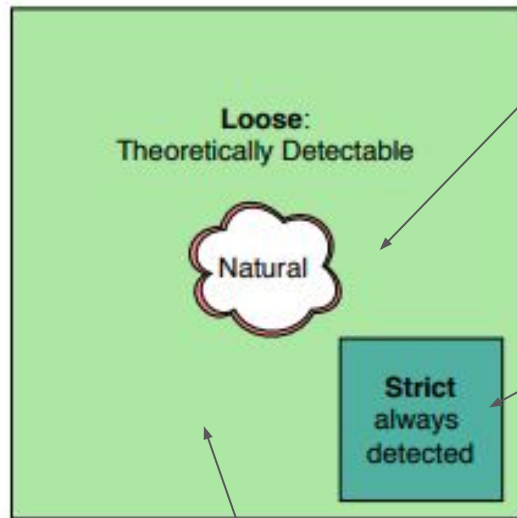 Loose:
Theoretically Detectable
Natural
Strict
always
detected